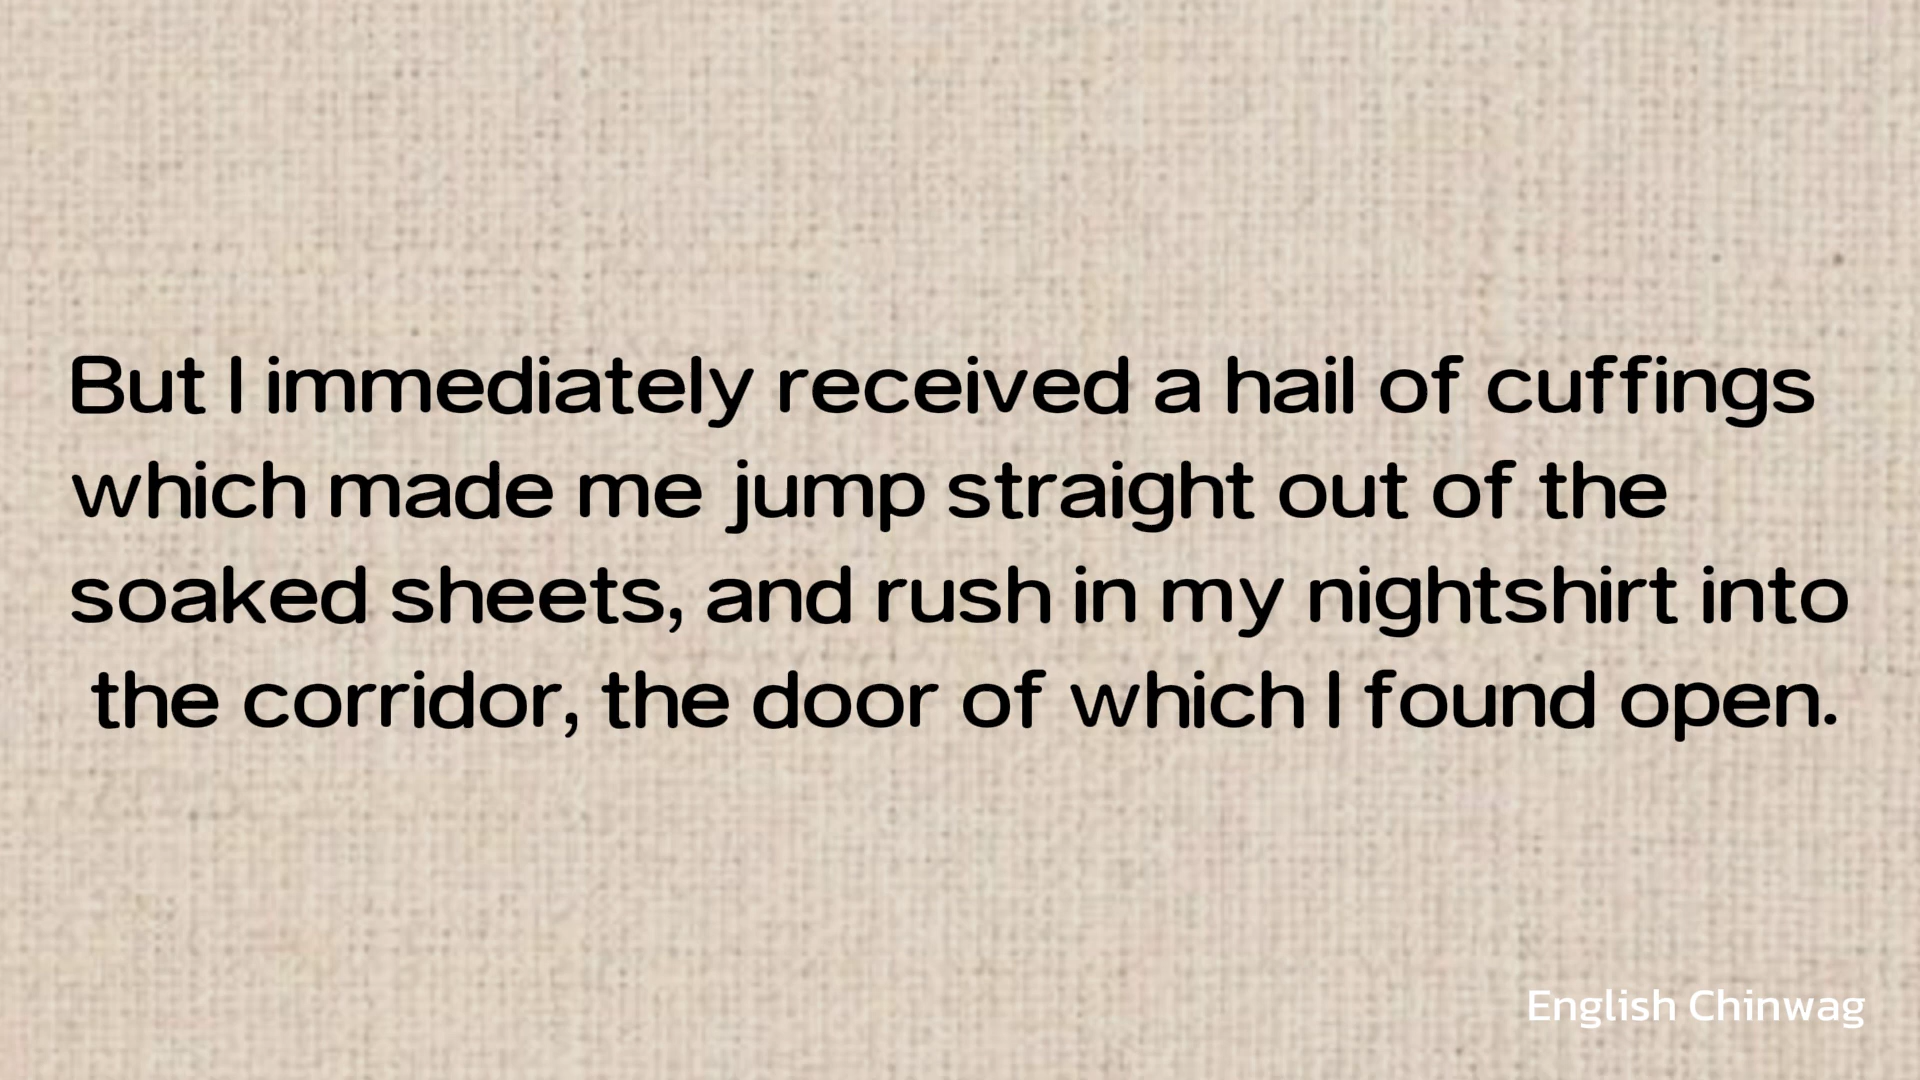 But I immediately received a hail of cuffings
which made me jump straight out of the
soaked sheets, and rush in my nightshirt into
the corridor, the door of which I found open.
English Chinwag